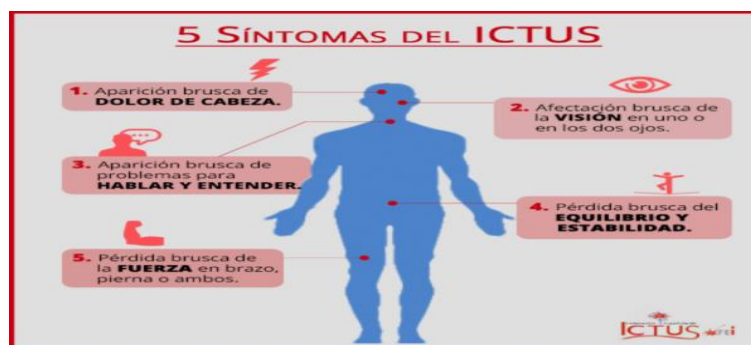 5 SÍNTOMAS DEL ICTUS
1. Aparición brusca de
DOLOR DE CABEZA.
2. Afectación brusca de
la VISIÓN en uno o
en los dos ojos.
3. Aparición brusca de
problemas para
HABLAR Y ENTENDER.
4. Pérdida brusca del
EQUILIBRIO Y
ESTABILIDAD.
5. Pérdida brusca de
la FUERZA en brazo,
pierna o ambos.
ICTUS